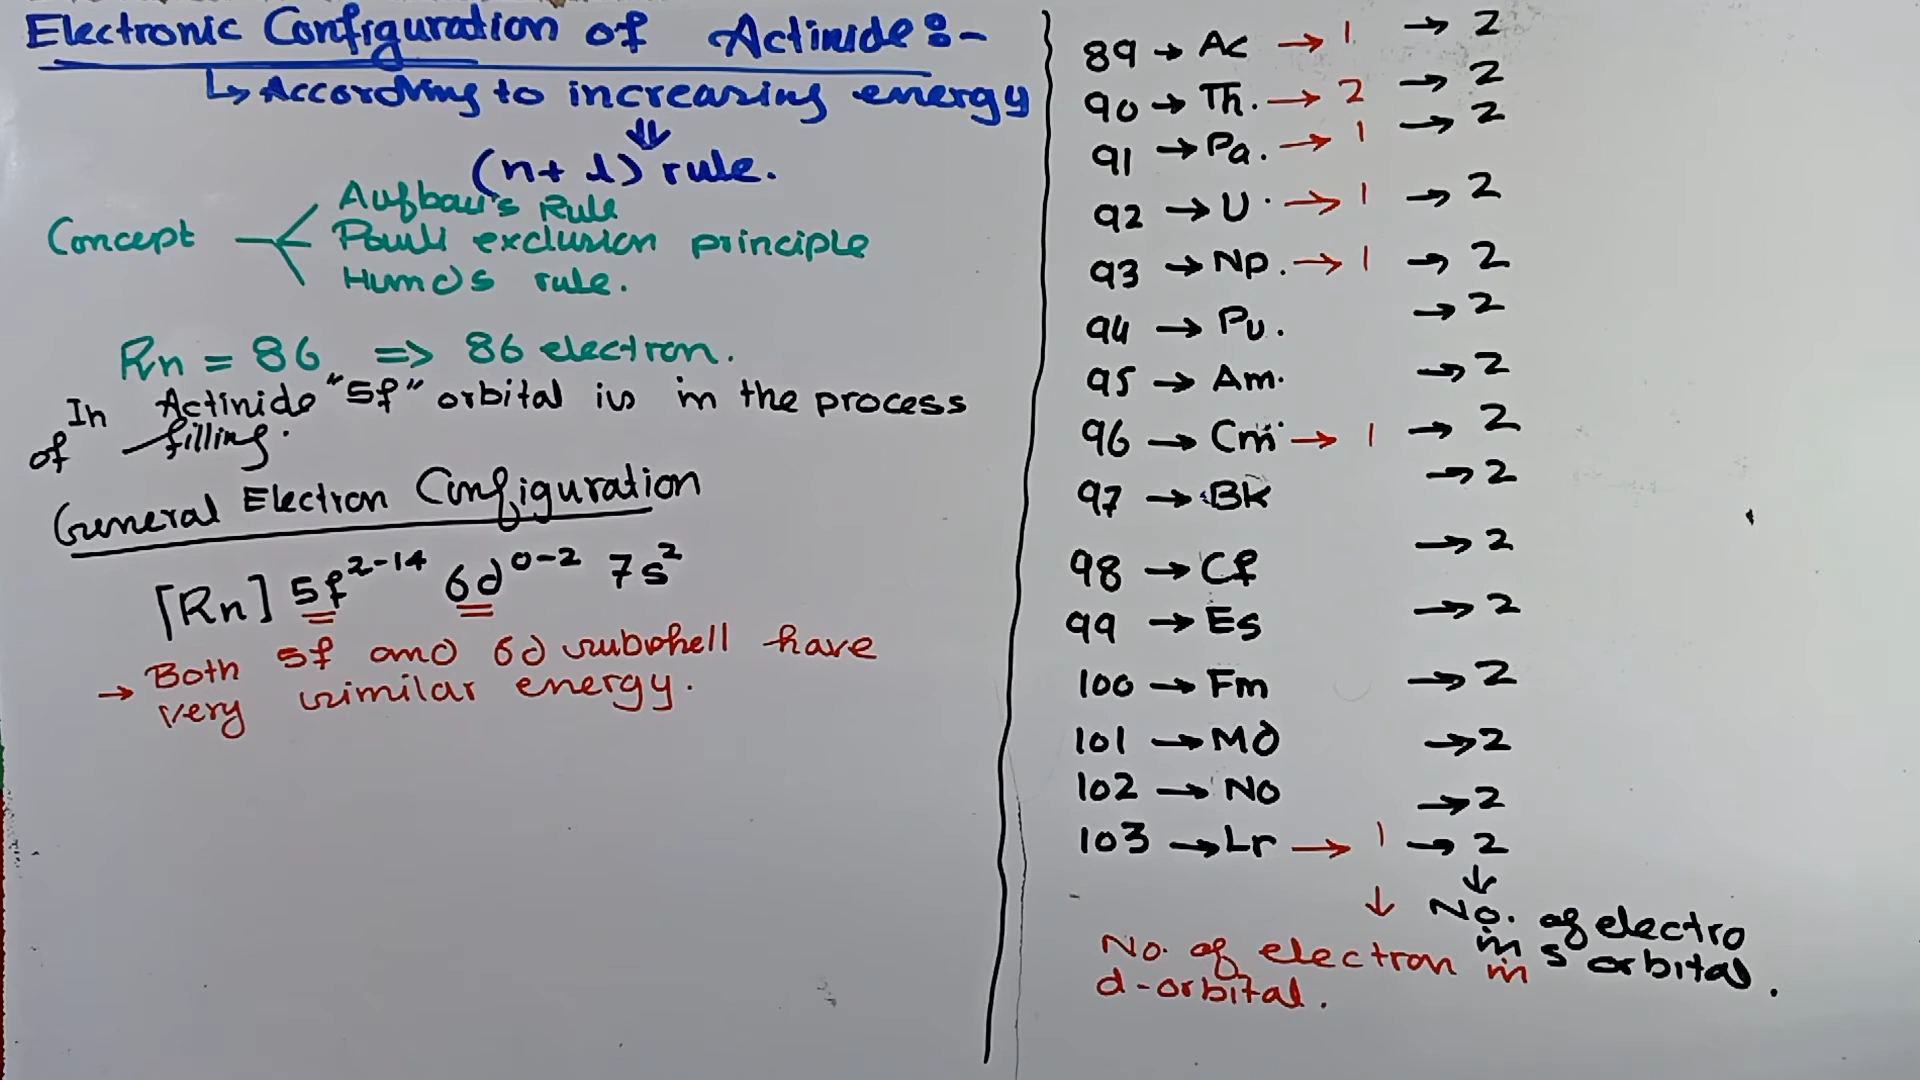 Electronic Configuration of Actinide:-
↳ According to increasing energy
⇓
(n+l) rule.
Concept
Aufbau's Rule
Pauli exclusion principle
Hund's rule.
Rn = 86 => 86 electron.
In Actinide "5f" orbital is in the process
of filling.
General Electron Configuration
[Rn] 5f²⁻¹⁴ 6d⁰⁻² 7s²
→ Both 5f and 6d subshell have
very similar energy.
89 → Ac → 1 → 2
90 → Th. → 2 → 2
91 → Pa. → 1 → 2
92 → U. → 1 → 2
93 → Np. → 1 → 2
94 → Pu. → 2
95 → Am. → 2
96 → Cm → 1 → 2
97 → Bk → 2
98 → Cf → 2
99 → Es → 2
100 → Fm → 2
101 → Md → 2
102 → No → 2
103 → Lr → 1 → 2
↓ No. of electron in d-orbital.
↓ No. of electro in s orbital.